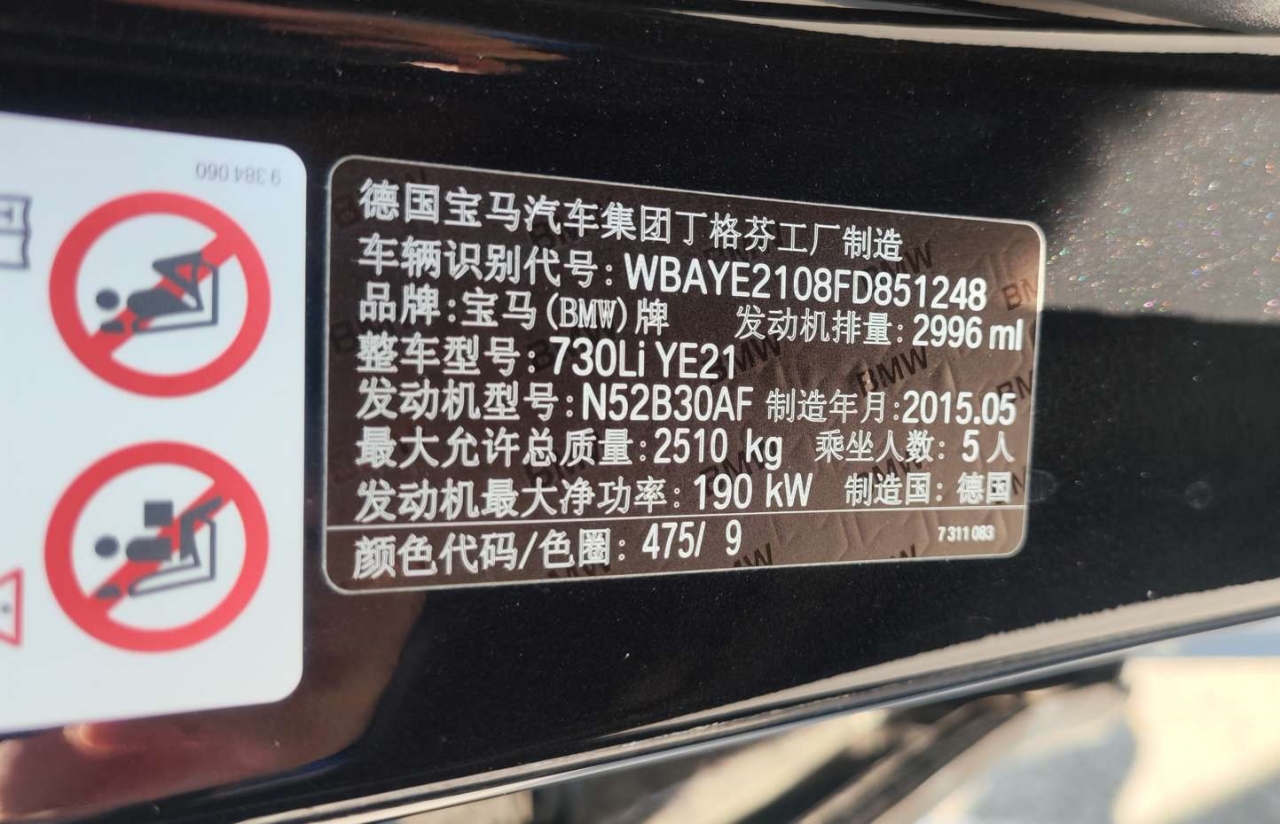 9 384 060
德国宝马汽车集团丁格芬工厂制造
车辆识别代号: WBAYE2108FD851248
品牌: 宝马(BMW)牌 发动机排量: 2996 ml
整车型号: 730Li YE21
发动机型号: N52B30AF 制造年月: 2015.05
最大允许总质量: 2510 kg 乘坐人数: 5人
发动机最大净功率: 190 kW 制造国: 德国
颜色代码/色圈: 475/ 9 7 311 083